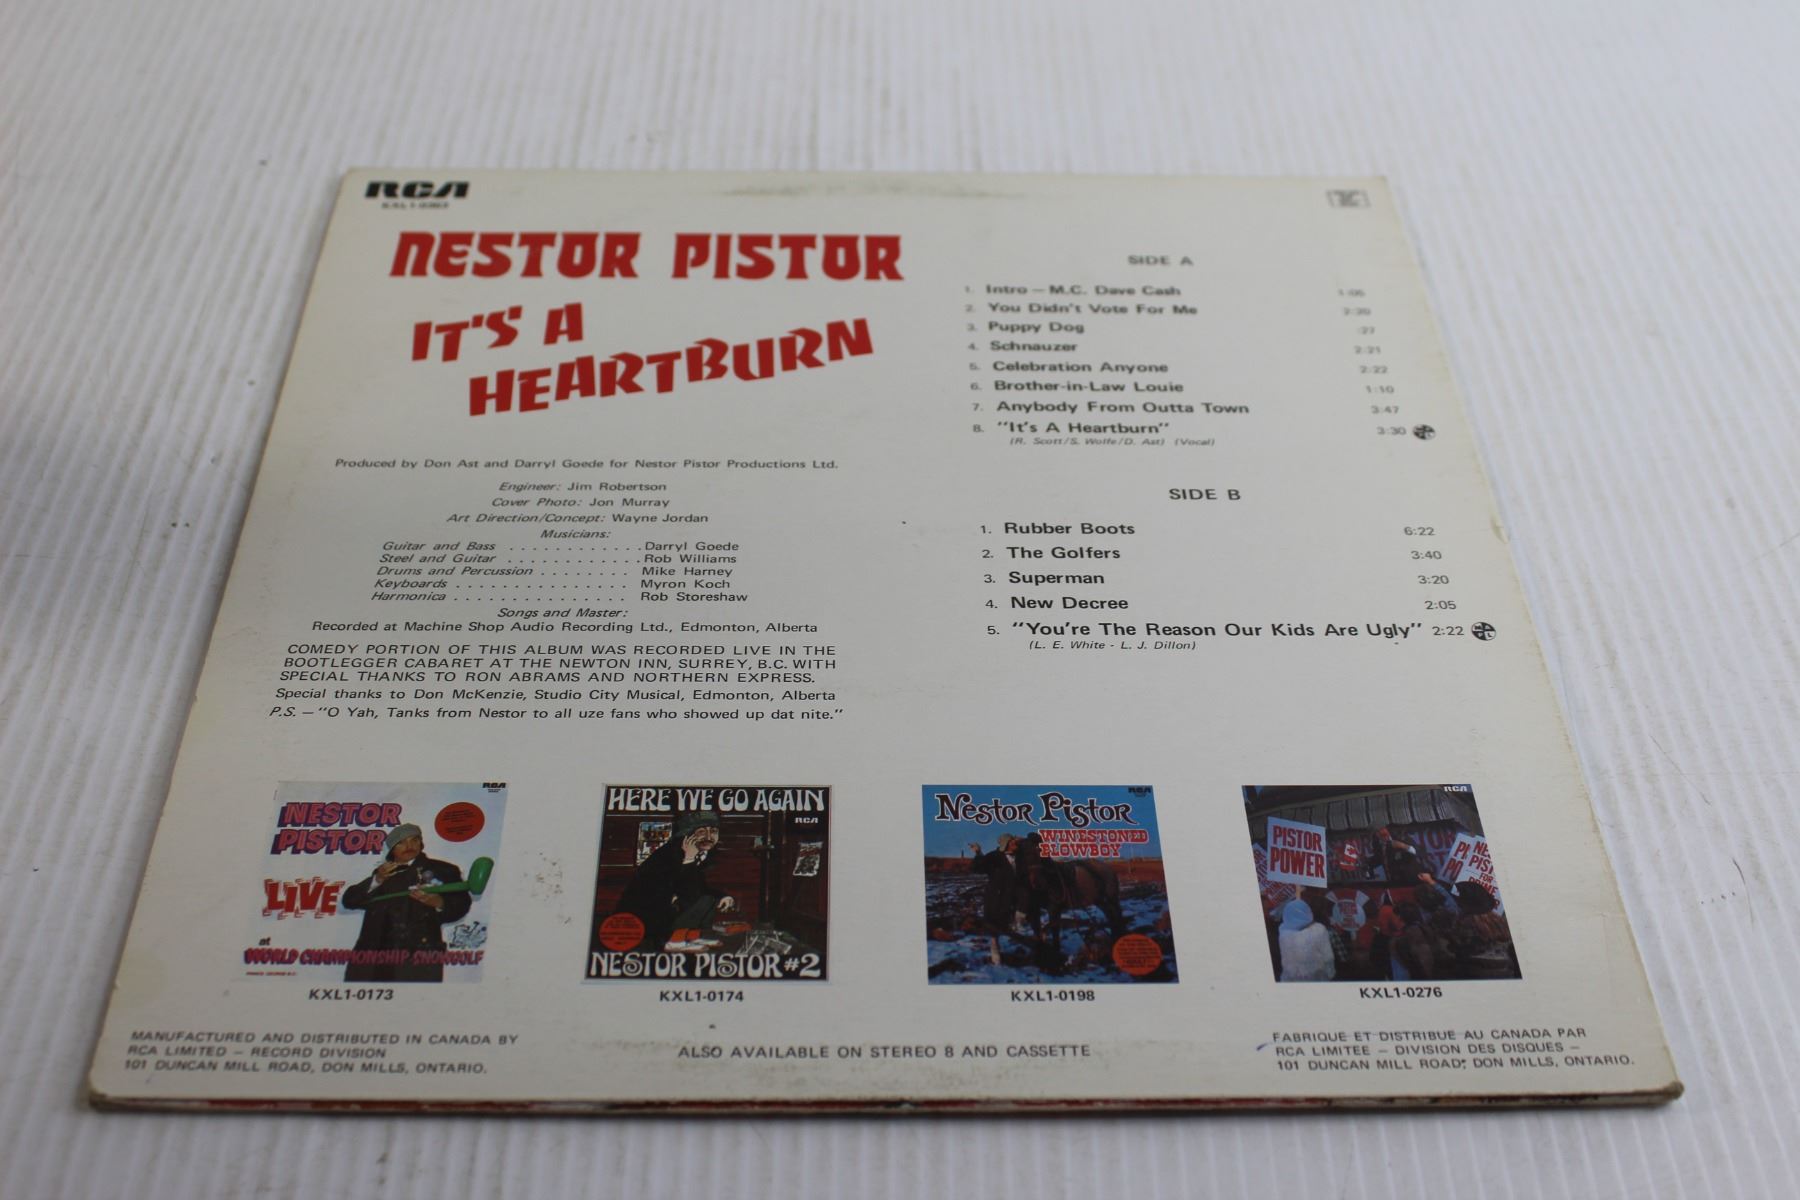 RCA
NESTOR PISTOR
IT'S A
HEARTBURN
Produced by Don Ast and Darryl Goede for Nestor Pistor Productions Ltd.
Engineer: Jim Robertson
Cover Photo: Jon Murray
Art Direction/Concept: Wayne Jordan
Musicians:
Guitar and Bass . . . . . . . . . . . . Darryl Goede
Steel and Guitar . . . . . . . . . . . . Rob Williams
Drums and Percussion . . . . . . . . Mike Harney
Keyboards . . . . . . . . . . . . . . . Myron Koch
Harmonica . . . . . . . . . . . . . . . Rob Storeshaw
Songs and Master:
Recorded at Machine Shop Audio Recording Ltd., Edmonton, Alberta
COMEDY PORTION OF THIS ALBUM WAS RECORDED LIVE IN THE
BOOTLEGGER CABARET AT THE NEWTON INN, SURREY, B.C. WITH
SPECIAL THANKS TO RON ABRAMS AND NORTHERN EXPRESS.
Special thanks to Don McKenzie, Studio City Musical, Edmonton, Alberta
P.S. — "O Yah, Tanks from Nestor to all uze fans who showed up dat nite."
SIDE A
1. Intro — M.C. Dave Cash 1:05
2. You Didn't Vote For Me 2:20
3. Puppy Dog :27
4. Schnauzer 2:21
5. Celebration Anyone 2:22
6. Brother-in-Law Louie 1:10
7. Anybody From Outta Town 3:47
8. "It's A Heartburn" 3:30
(R. Scott/S. Wolfe/D. Ast) (Vocal)
SIDE B
1. Rubber Boots 6:22
2. The Golfers 3:40
3. Superman 3:20
4. New Decree 2:05
5. "You're The Reason Our Kids Are Ugly" 2:22
(L. E. White - L. J. Dillon)
RCA
NESTOR
PISTOR
LIVE
at
WORLD CHAMPIONSHIP SNOWGOLF
KXL1-0173
HERE WE GO AGAIN
RCA
NESTOR PISTOR #2
KXL1-0174
RCA
Nestor Pistor
WINESTONED
PLOWBOY
KXL1-0198
RCA
PISTOR
POWER
KXL1-0276
MANUFACTURED AND DISTRIBUTED IN CANADA BY
RCA LIMITED — RECORD DIVISION
101 DUNCAN MILL ROAD, DON MILLS, ONTARIO.
ALSO AVAILABLE ON STEREO 8 AND CASSETTE
FABRIQUE ET DISTRIBUE AU CANADA PAR
RCA LIMITEE — DIVISION DES DISQUES —
101 DUNCAN MILL ROAD, DON MILLS, ONTARIO.